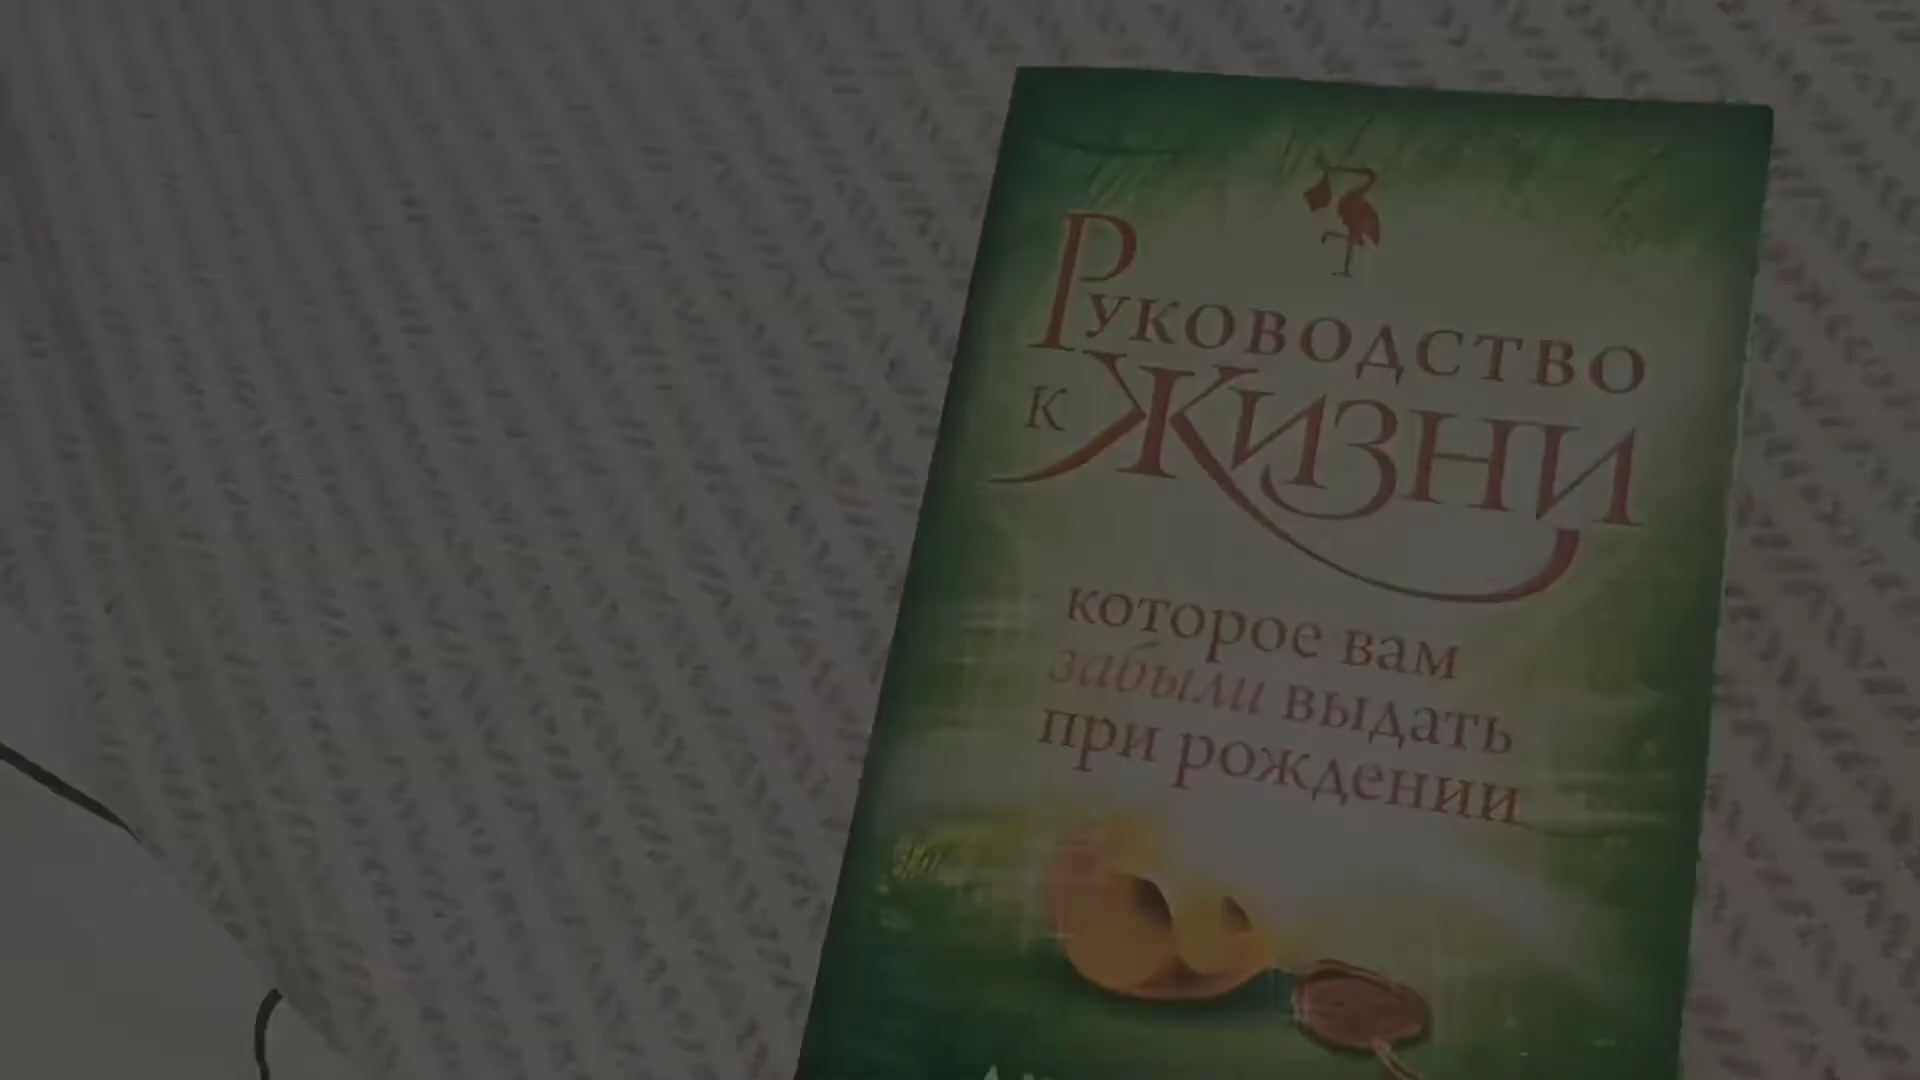 Руководство
к Жизни
которое вам
забыли выдать
при рождении